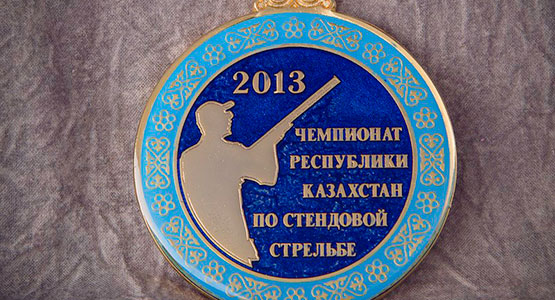 2013
ЧЕМПИОНАТ
РЕСПУБЛИКИ
КАЗАХСТАН
ПО СТЕНДОВОЙ
СТРЕЛЬБЕ